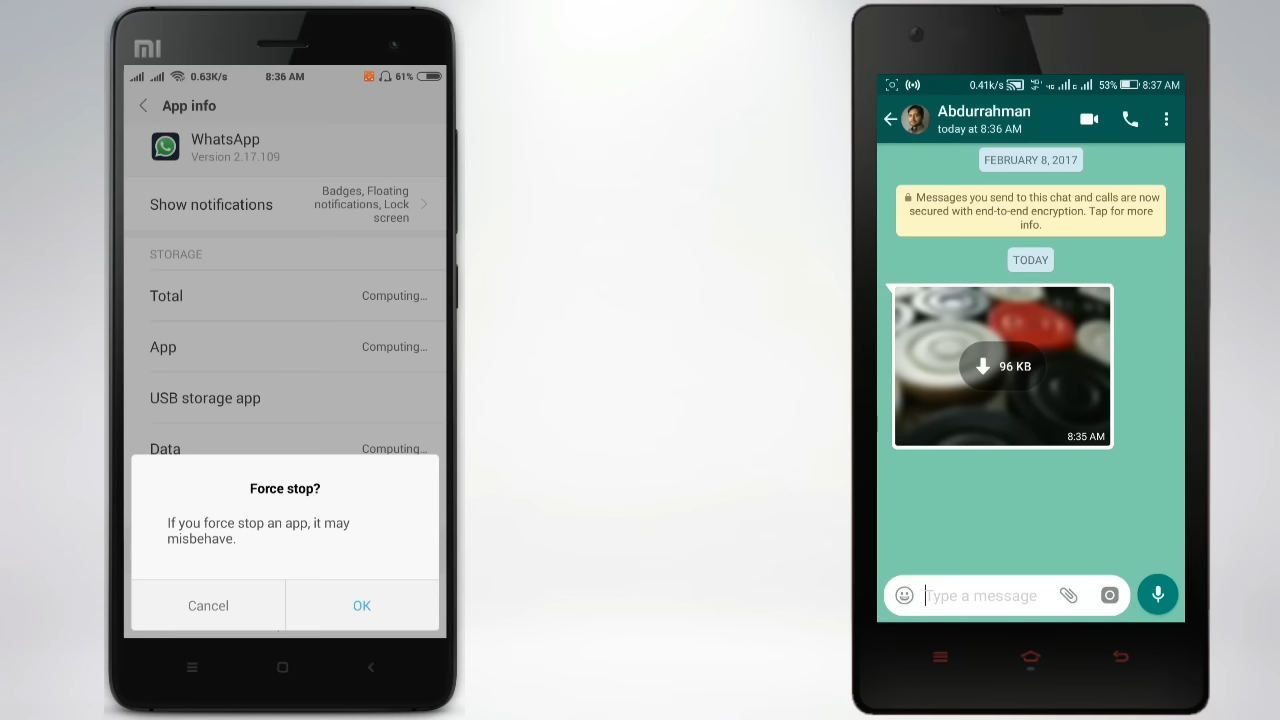 mi
0.63K/s 8:36 AM 61%
App info
WhatsApp
Version 2.17.109
Show notifications
Badges, Floating
notifications, Lock
screen
STORAGE
Total Computing...
App Computing...
USB storage app
Data Computing...
Force stop?
If you force stop an app, it may
misbehave.
Cancel OK
0.41k/s 4G G 53% 8:37 AM
Abdurrahman
today at 8:36 AM
FEBRUARY 8, 2017
Messages you send to this chat and calls are now
secured with end-to-end encryption. Tap for more
info.
TODAY
96 KB
8:35 AM
Type a message